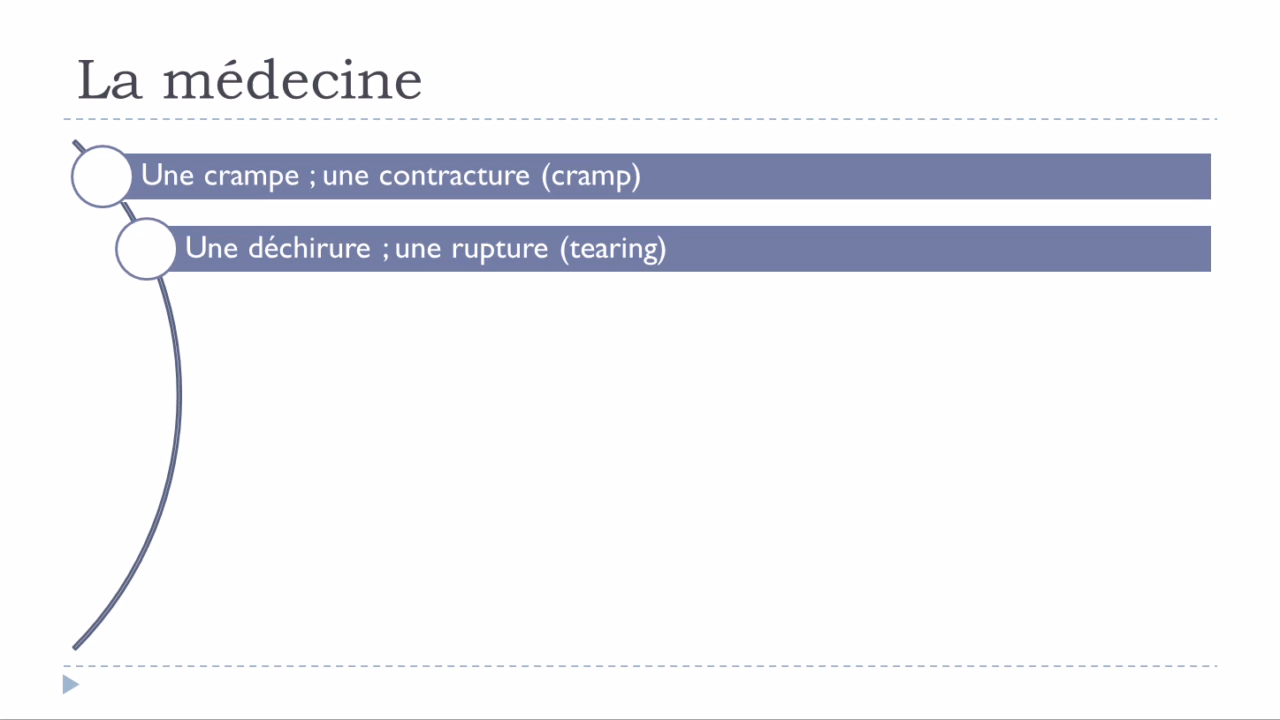 La médecine
Une crampe ; une contracture (cramp)
Une déchirure ; une rupture (tearing)